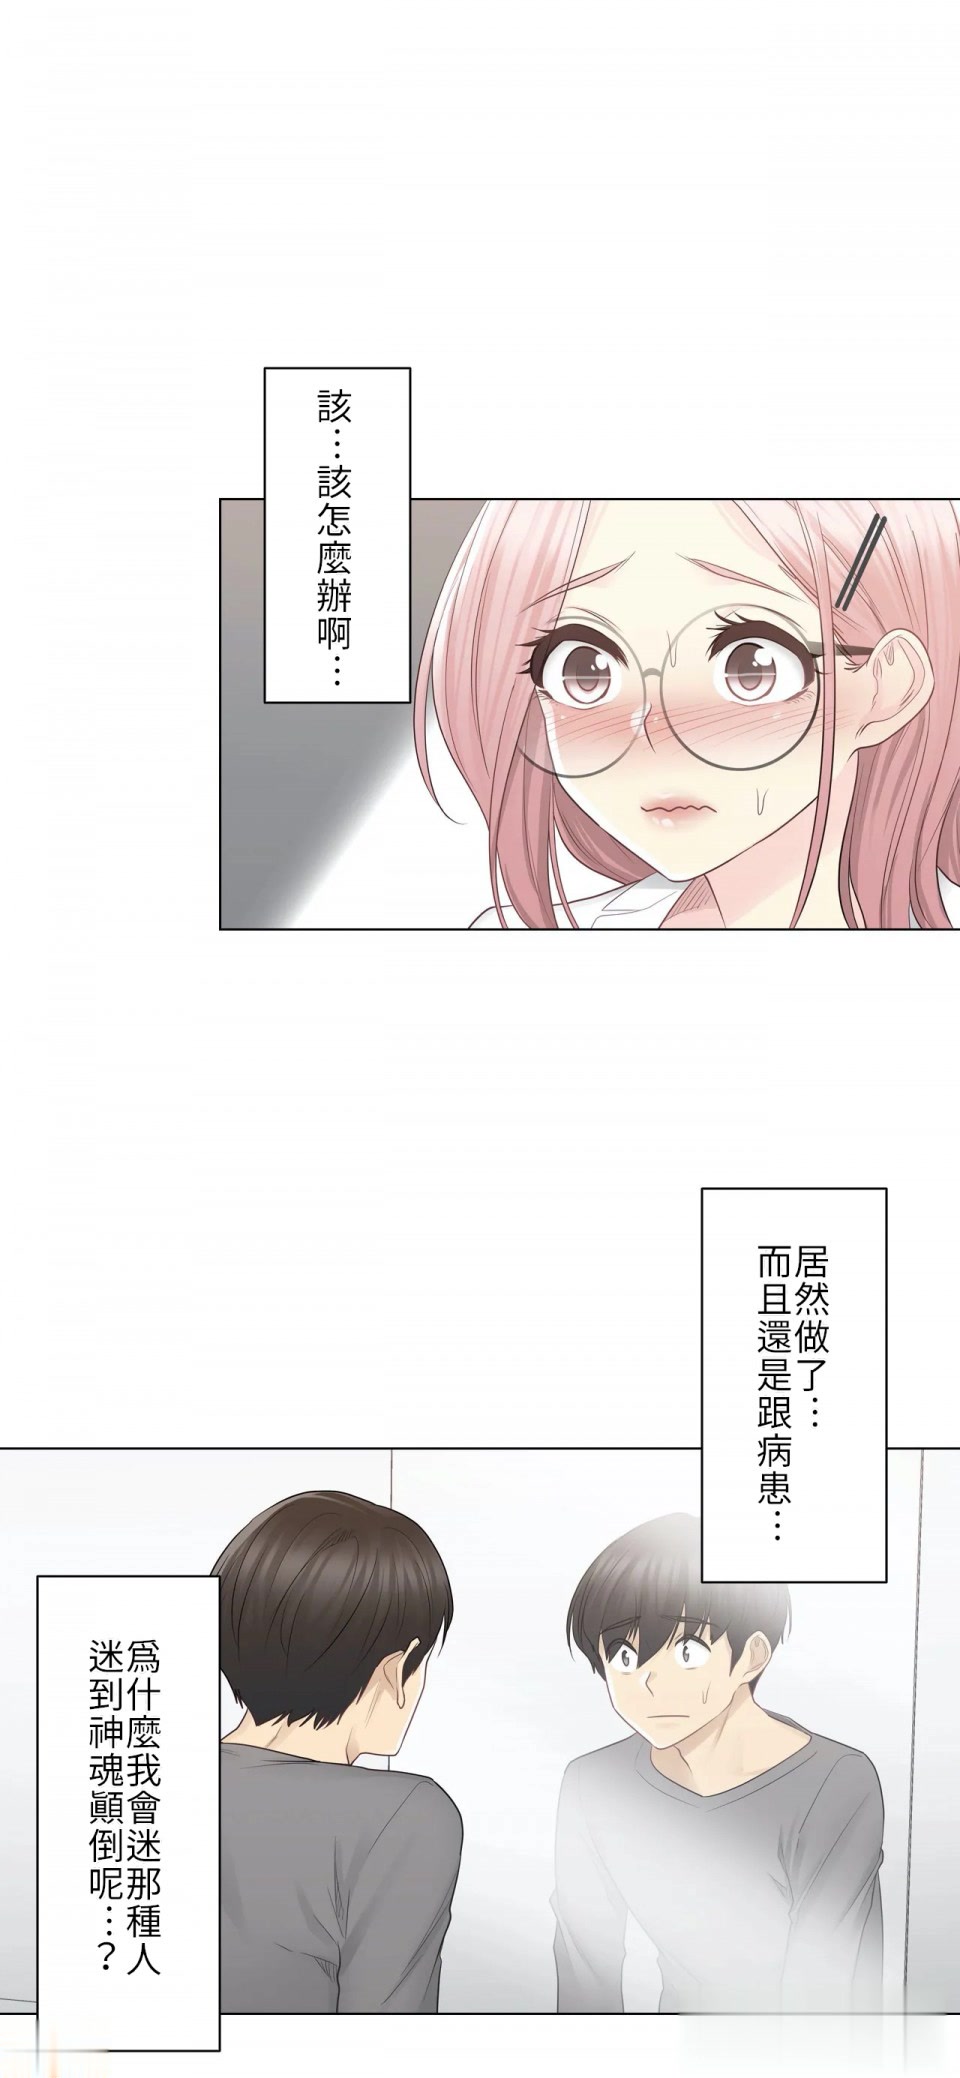 該…該怎麼辦啊…
居然做了…
而且還是跟病患…
爲什麼我會迷那種人
迷到神魂顚倒呢…？